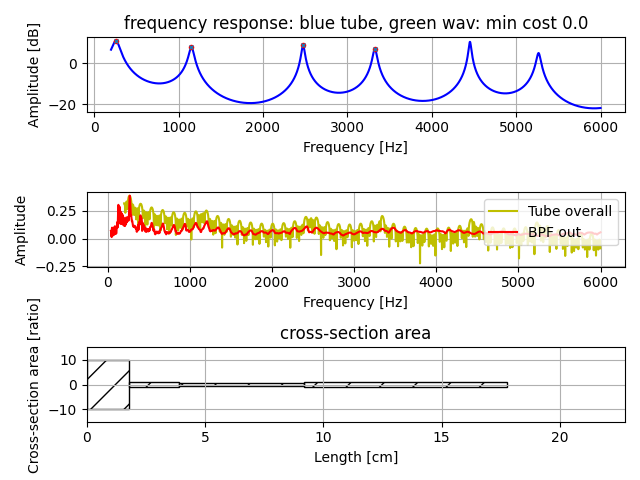 frequency response: blue tube, green wav: min cost 0.0
Amplitude [dB]
0
−20
0 1000 2000 3000 4000 5000 6000
Frequency [Hz]
Amplitude
0.25
0.00
−0.25
Tube overall
BPF out
0 1000 2000 3000 4000 5000 6000
Frequency [Hz]
cross-section area
Cross-section area [ratio]
10
0
−10
0 5 10 15 20
Length [cm]